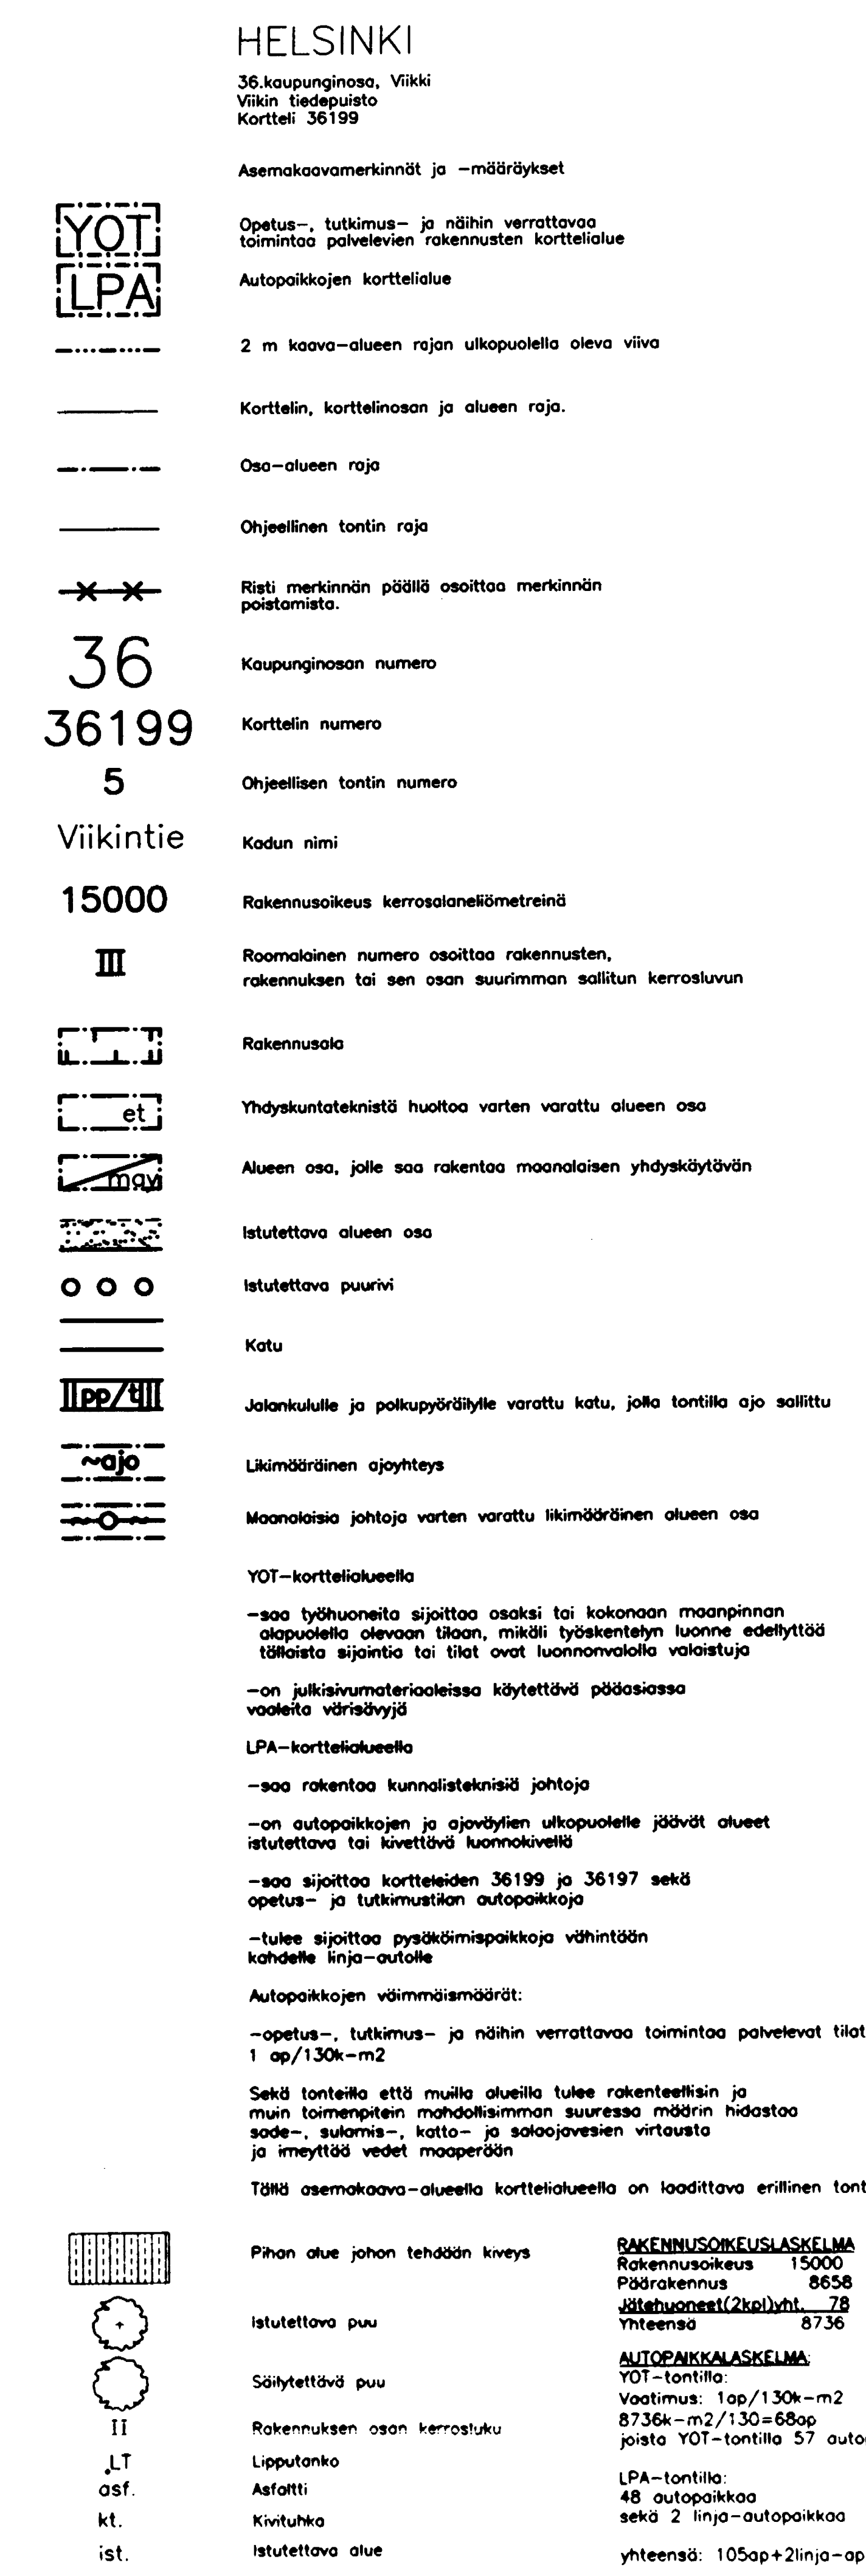 HELSINKI
36.kaupunginosa, Viikki
Viikin tiedepuisto
Kortteli 36199
Asemakaavamerkinnät ja -määräykset
YOT
Opetus-, tutkimus- ja näihin verrattavaa
toimintaa palvelevien rakennusten korttelialue
LPA
Autopaikkojen korttelialue
2 m kaava-alueen rajan ulkopuolella oleva viiva
Korttelin, korttelinosan ja alueen raja.
Osa-alueen raja
Ohjeellinen tontin raja
Risti merkinnän päällä osoittaa merkinnän
poistamista.
36 Kaupunginosan numero
36199 Korttelin numero
5 Ohjeellisen tontin numero
Viikintie Kadun nimi
15000 Rakennusoikeus kerrosalaneliömetreinä
III Roomalainen numero osoittaa rakennusten,
rakennuksen tai sen osan suurimman sallitun kerrosluvun
Rakennusala
et Yhdyskuntateknistä huoltoa varten varattu alueen osa
may Alueen osa, jolle saa rakentaa maanalaisen yhdyskäytävän
Istutettava alueen osa
Istutettava puurivi
Katu
pp/t Jalankululle ja polkupyöräilylle varattu katu, jolla tontilla ajo sallittu
~ajo Likimääräinen ajoyhteys
Maanalaisia johtoja varten varattu likimääräinen alueen osa
YOT-korttelialueella
-saa työhuoneita sijoittaa osaksi tai kokonaan maanpinnan
alapuolella olevaan tilaan, mikäli työskentelyn luonne edellyttää
tällaista sijaintia tai tilat ovat luonnonvalolla valaistuja
-on julkisivumateriaaleissa käytettävä pääasiassa
vaaleita värisävyjä
LPA-korttelialueella
-saa rakentaa kunnallisteknisiä johtoja
-on autopaikkojen ja ajoväylien ulkopuolelle jäävät alueet
istutettava tai kivettävä luonnokivellä
-saa sijoittaa kortteleiden 36199 ja 36197 sekä
opetus- ja tutkimustilan autopaikkoja
-tulee sijoittaa pysäköimispaikkoja vähintään
kahdelle linja-autolle
Autopaikkojen väimmäismäärät:
-opetus-, tutkimus- ja näihin verrattavaa toimintaa palvelevat tilat
1 ap/130k-m2
Sekä tonteilla että muilla alueilla tulee rakenteellisin ja
muin toimenpitein mahdollisimman suuressa määrin hidastaa
sade-, sulamis-, katto- ja salaojavesien virtausta
ja imeyttää vedet maaperään
Tällä asemakaava-alueella korttelialueella on laadittava erillinen tont
Pihan alue johon tehdään kiveys
Istutettava puu
Säilytettävä puu
II Rakennuksen osan kerrosluku
LT Lipputanko
asf. Asfaltti
kt. Kivituhka
ist. Istutettava alue
RAKENNUSOIKEUSLASKELMA
Rakennusoikeus 15000
Päärakennus 8658
Jätehuoneet(2kpl)yht. 78
Yhteensä 8736
AUTOPAIKKALASKELMA:
YOT-tontilla:
Vaatimus: 1ap/130k-m2
8736k-m2/130=68ap
joista YOT-tontilla 57 auto
LPA-tontilla:
48 autopaikkaa
sekä 2 linja-autopaikkaa
yhteensä: 105ap+2linja-ap